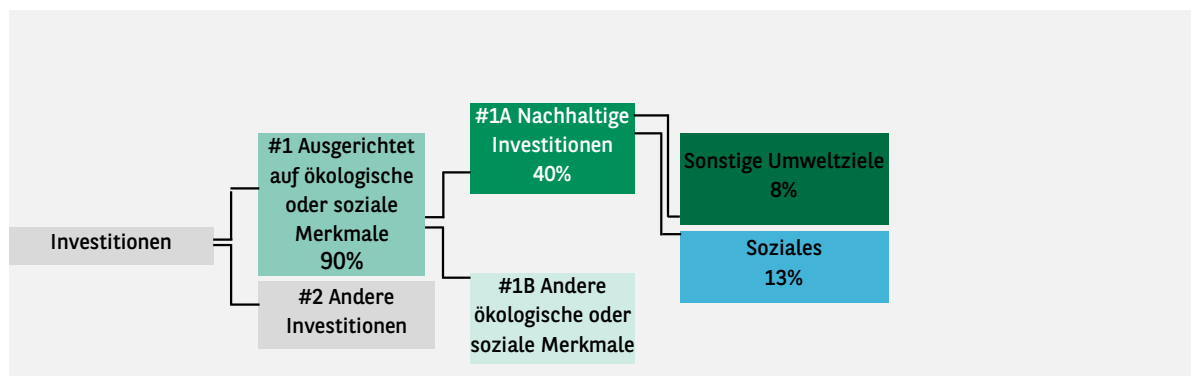 Investitionen
#1 Ausgerichtet
auf ökologische
oder soziale
Merkmale
90%
#2 Andere
Investitionen
#1A Nachhaltige
Investitionen
40%
#1B Andere
ökologische oder
soziale Merkmale
Sonstige Umweltziele
8%
Soziales
13%